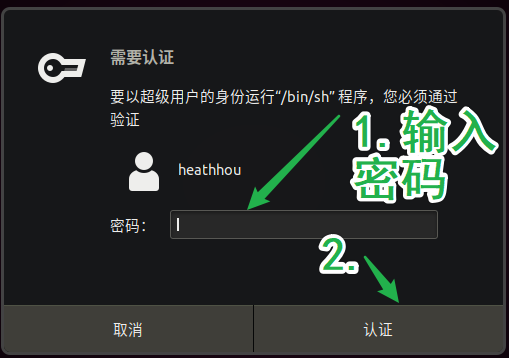 需要认证
要以超级用户的身份运行“/bin/sh” 程序，您必须通过
验证
heathhou
密码：
1. 输入
密码
2.
取消
认证